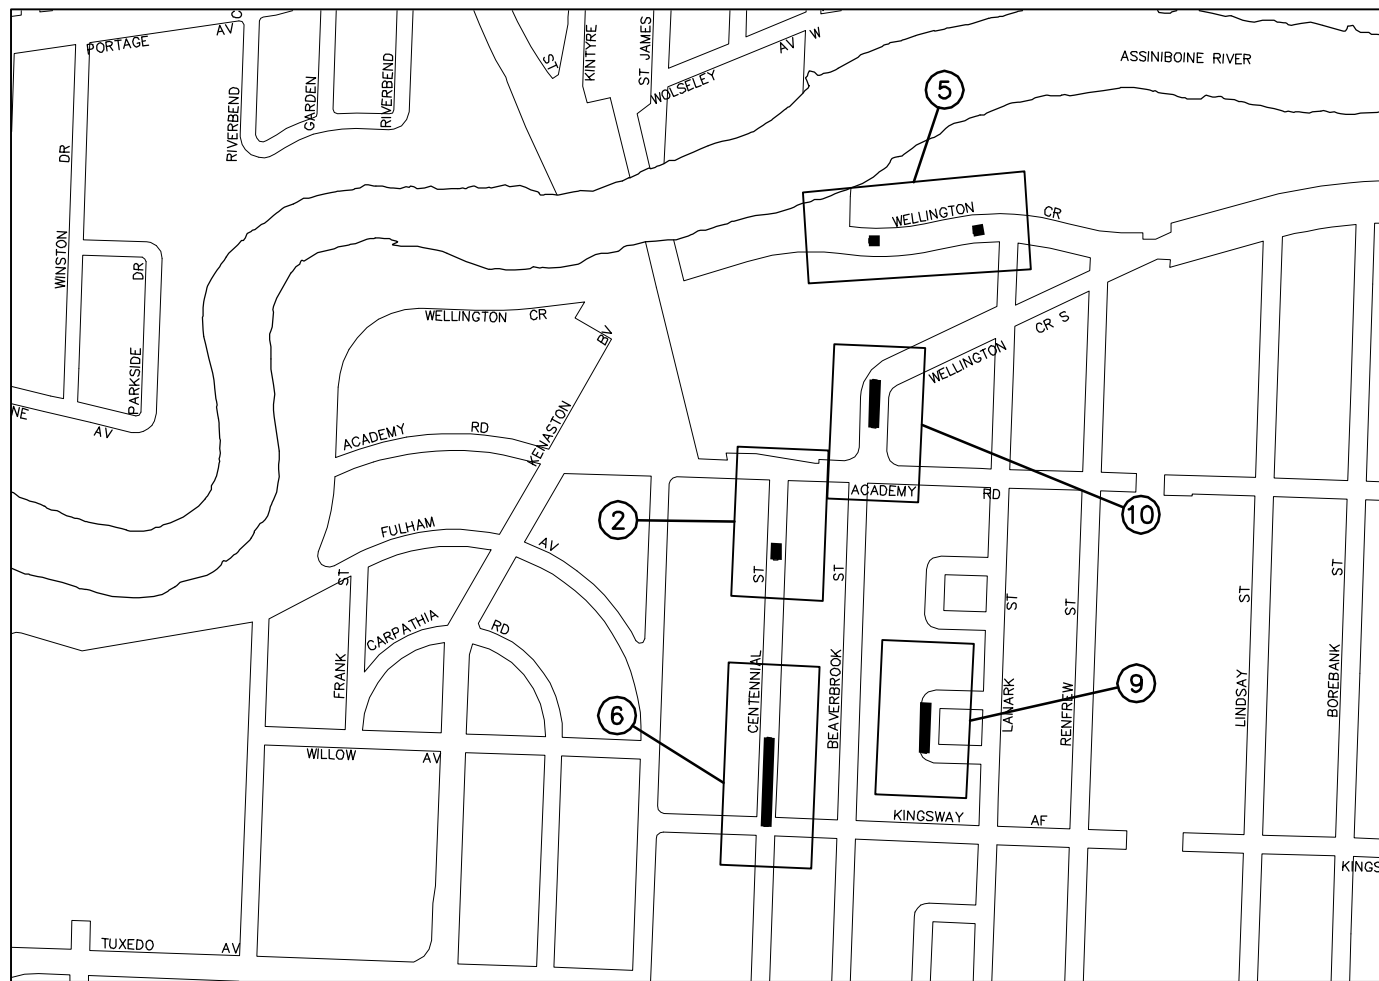 PORTAGE AV
C
RIVERBEND
GARDEN
RIVERBEND
ST
KINTYRE
ST JAMES
WOLSELEY AV W
ASSINIBOINE RIVER
5
WINSTON DR
PARKSIDE DR
NE AV
WELLINGTON CR
WELLINGTON CR
BV
KENASTON
WELLINGTON CR S
ACADEMY RD
ACADEMY RD
2
10
FULHAM AV
ST
FRANK
CARPATHIA RD
CENTENNIAL ST
BEAVERBROOK ST
LANARK ST
RENFREW ST
LINDSAY ST
BOREBANK ST
9
6
WILLOW AV
KINGSWAY AF
KINGS
TUXEDO AV